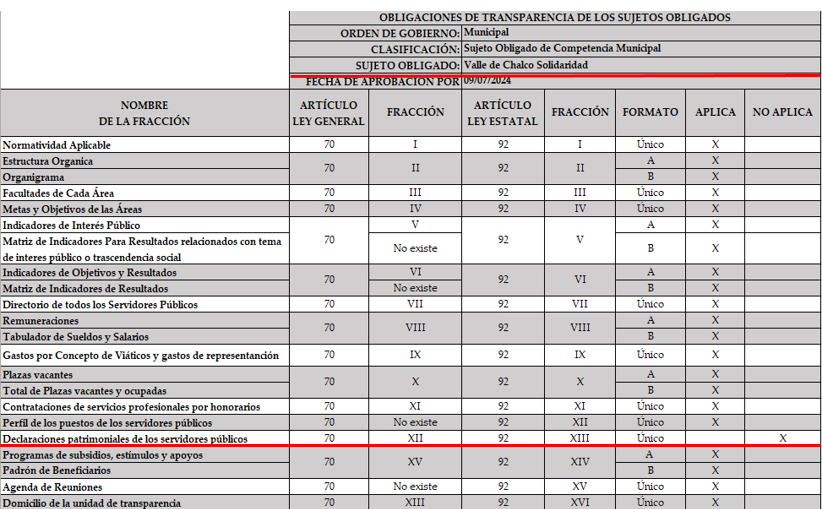 OBLIGACIONES DE TRANSPARENCIA DE LOS SUJETOS OBLIGADOS
ORDEN DE GOBIERNO: Municipal
CLASIFICACIÓN: Sujeto Obligado de Competencia Municipal
SUJETO OBLIGADO: Valle de Chalco Solidaridad
FECHA DE APROBACION POR 09/07/2024
NOMBRE DE LA FRACCIÓN ARTÍCULO LEY GENERAL FRACCIÓN ARTÍCULO LEY ESTATAL FRACCIÓN FORMATO APLICA NO APLICA
Normatividad Aplicable 70 I 92 I Único X
Estructura Organica 70 II 92 II A X
Organigrama B X
Facultades de Cada Área 70 III 92 III Único X
Metas y Objetivos de las Áreas 70 IV 92 IV Único X
Indicadores de Interés Público 70 V 92 V A X
Matriz de Indicadores Para Resultados relacionados con tema
de interes público o trascendencia social No existe B X
Indicadores de Objetivos y Resultados 70 VI 92 VI A X
Matriz de Indicadores de Resultados No existe B X
Directorio de todos los Servidores Públicos 70 VII 92 VII Único X
Remuneraciones 70 VIII 92 VIII A X
Tabulador de Sueldos y Salarios B X
Gastos por Concepto de Viáticos y gastos de representanción 70 IX 92 IX Único X
Plazas vacantes 70 X 92 X A X
Total de Plazas vacantes y ocupadas B X
Contrataciones de servicios profesionales por honorarios 70 XI 92 XI Único X
Perfil de los puestos de los servidores públicos 70 No existe 92 XII Único X
Declaraciones patrimoniales de los servidores públicos 70 XII 92 XIII Único X
Programas de subsidios, estímulos y apoyos 70 XV 92 XIV A X
Padrón de Beneficiarios B X
Agenda de Reuniones 70 No existe 92 XV Único X
Domicilio de la unidad de transparencia 70 XIII 92 XVI Único X